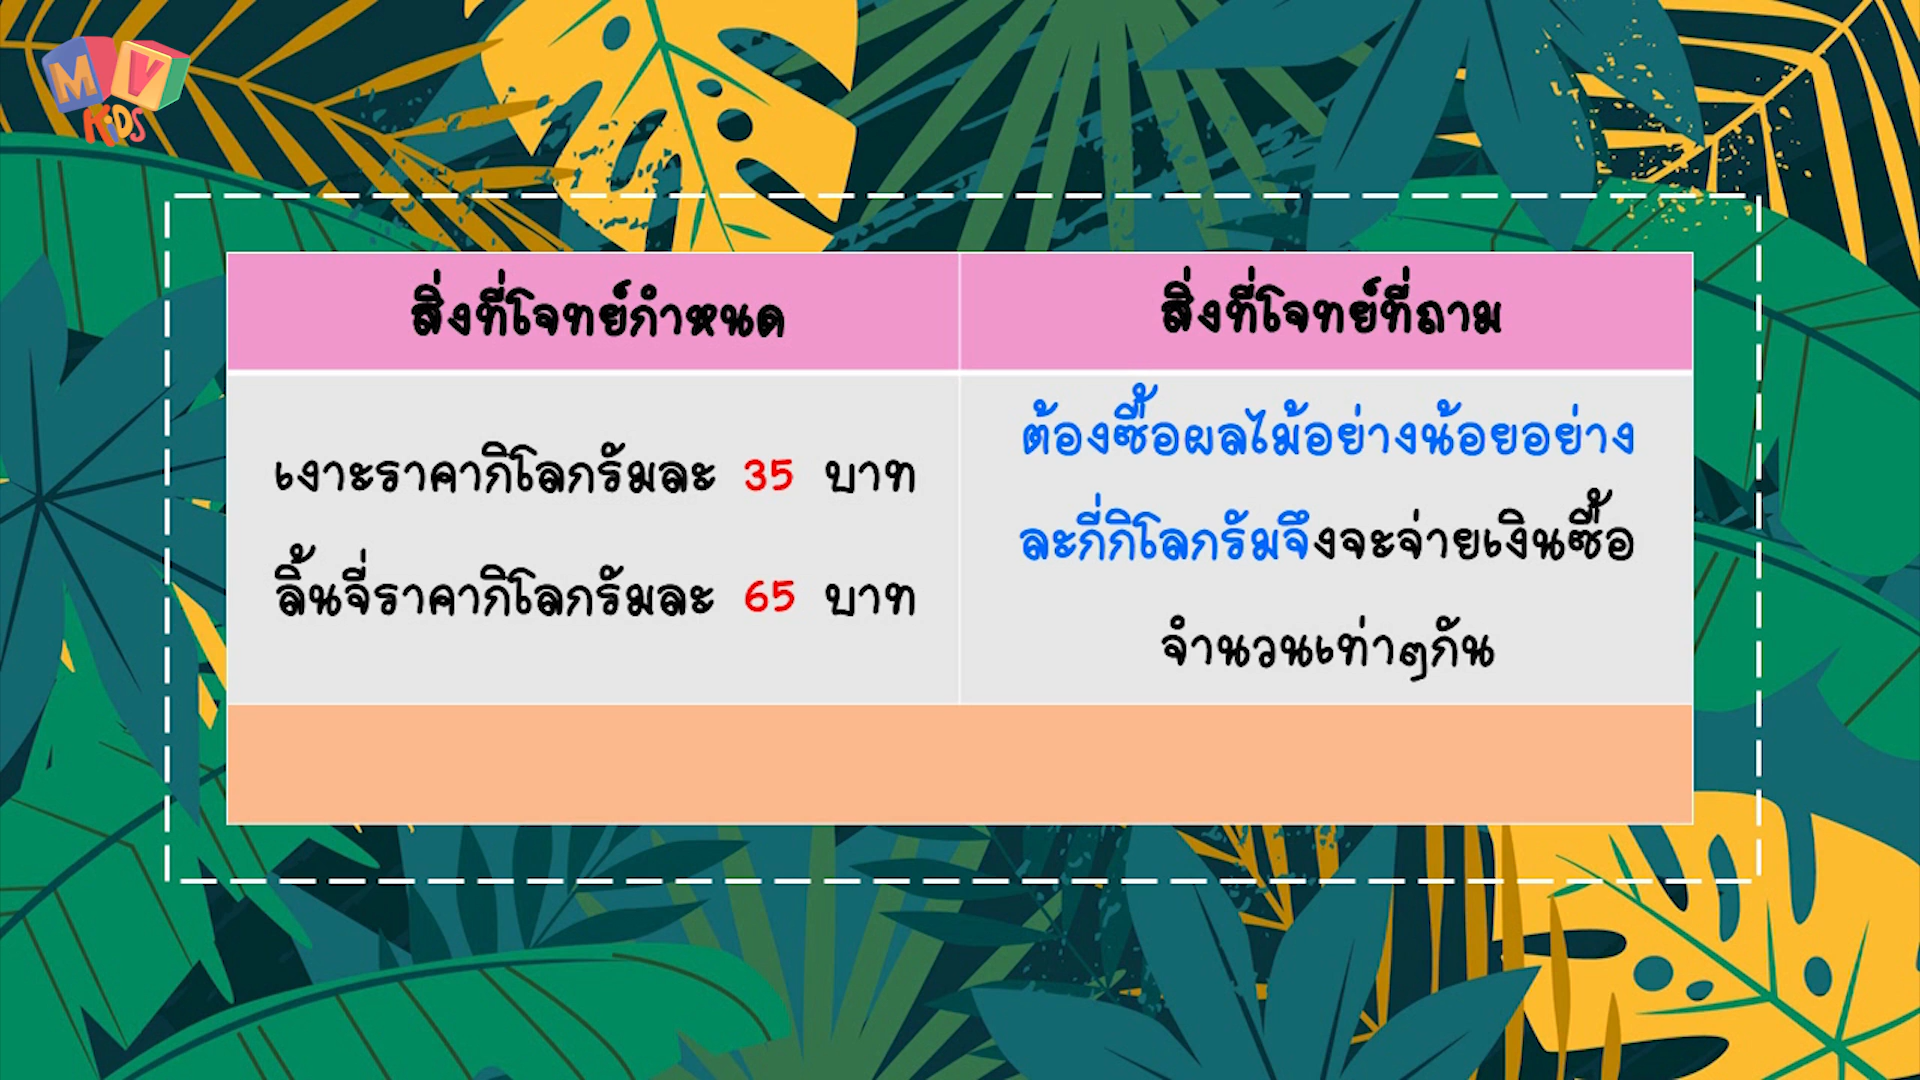 MV
KiDS
สิ่งที่โจทย์กำหนด
สิ่งที่โจทย์ที่ถาม
เงาะราคากิโลกรัมละ 35 บาท
ลิ้นจี่ราคากิโลกรัมละ 65 บาท
ต้องซื้อผลไม้อย่างน้อยอย่าง
ละกี่กิโลกรัมจึงจะจ่ายเงินซื้อ
จำนวนเท่าๆกัน